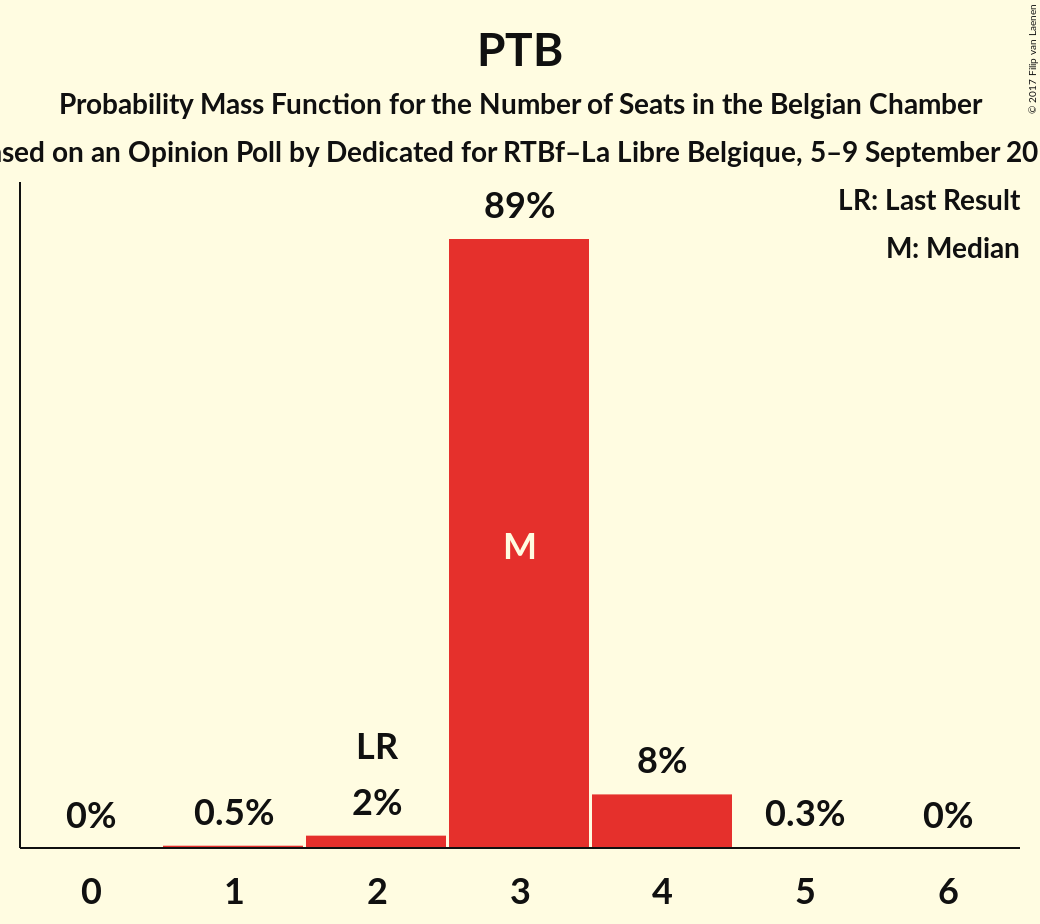 PTB
Probability Mass Function for the Number of Seats in the Belgian Chamber
on an Opinion Poll by Dedicated for RTBf–La Libre Belgique, 5–9 September
LR: Last Result
M: Median
89%
M
LR
0%
0.5%
2%
8%
0.3%
0%
0
1
2
3
4
5
6
© 2017 Filip van Laenen